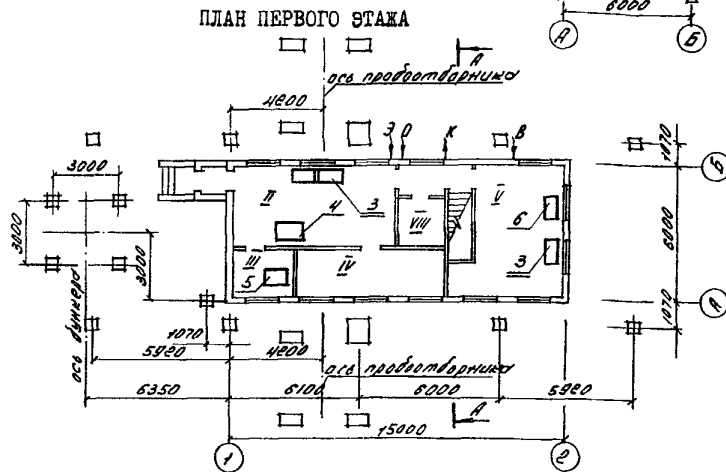 ПЛАН ПЕРВОГО ЭТАЖА
6000
А
Б
А
ось пробоотборника
4200
Э О К В
1070
3000
Б
II
3
V
4
6
VIII
3000
6000
3000
III
IV
3
5
А
1070
1070
ось бункера
5920
4200
ось пробоотборника
6350
6100
6000
5920
А
15000
1
2